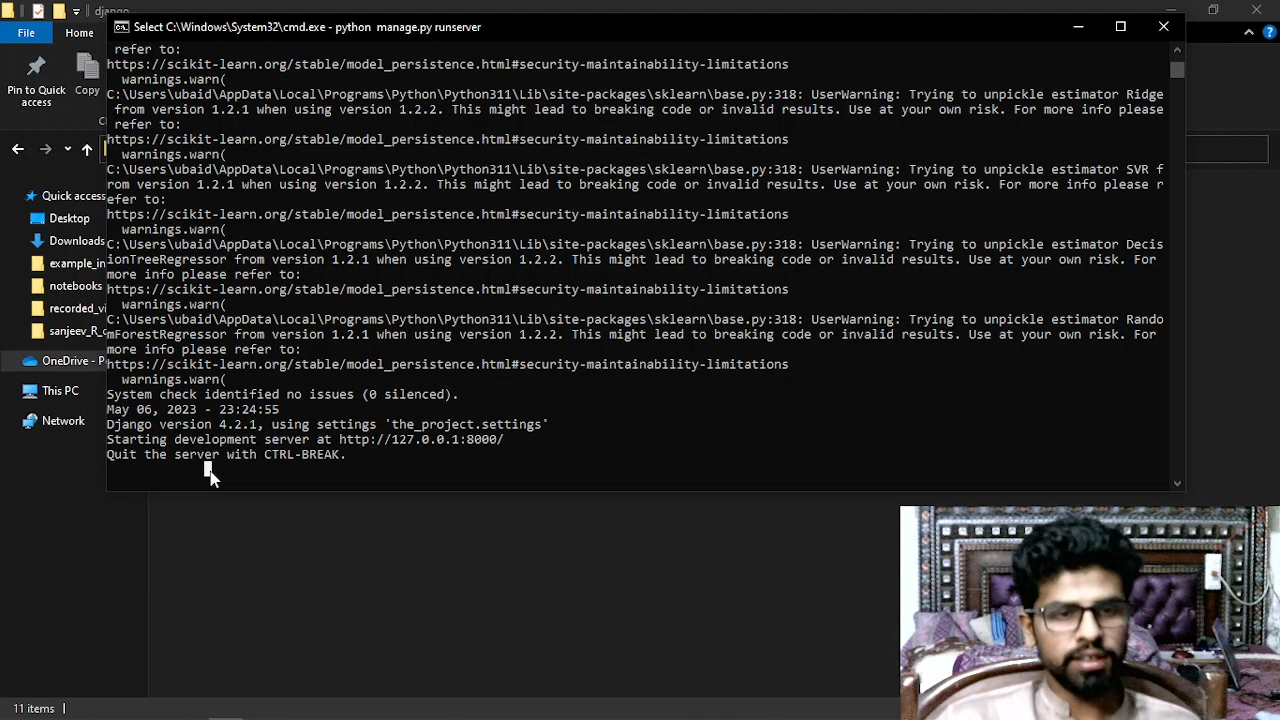 django
Select C:\Windows\System32\cmd.exe - python  manage.py runserver
File
Home
Pin to Quick
access
Copy
refer to:
https://scikit-learn.org/stable/model_persistence.html#security-maintainability-limitations
warnings.warn(
C:\Users\ubaid\AppData\Local\Programs\Python\Python311\Lib\site-packages\sklearn\base.py:318: UserWarning: Trying to unpickle estimator Ridge
from version 1.2.1 when using version 1.2.2. This might lead to breaking code or invalid results. Use at your own risk. For more info please
refer to:
https://scikit-learn.org/stable/model_persistence.html#security-maintainability-limitations
warnings.warn(
C:\Users\ubaid\AppData\Local\Programs\Python\Python311\Lib\site-packages\sklearn\base.py:318: UserWarning: Trying to unpickle estimator SVR f
rom version 1.2.1 when using version 1.2.2. This might lead to breaking code or invalid results. Use at your own risk. For more info please r
efer to:
https://scikit-learn.org/stable/model_persistence.html#security-maintainability-limitations
warnings.warn(
C:\Users\ubaid\AppData\Local\Programs\Python\Python311\Lib\site-packages\sklearn\base.py:318: UserWarning: Trying to unpickle estimator Decis
ionTreeRegressor from version 1.2.1 when using version 1.2.2. This might lead to breaking code or invalid results. Use at your own risk. For
more info please refer to:
https://scikit-learn.org/stable/model_persistence.html#security-maintainability-limitations
warnings.warn(
C:\Users\ubaid\AppData\Local\Programs\Python\Python311\Lib\site-packages\sklearn\base.py:318: UserWarning: Trying to unpickle estimator Rando
mForestRegressor from version 1.2.1 when using version 1.2.2. This might lead to breaking code or invalid results. Use at your own risk. For
more info please refer to:
https://scikit-learn.org/stable/model_persistence.html#security-maintainability-limitations
warnings.warn(
System check identified no issues (0 silenced).
May 06, 2023 - 23:24:55
Django version 4.2.1, using settings 'the_project.settings'
Starting development server at http://127.0.0.1:8000/
Quit the server with CTRL-BREAK.
Quick access
Desktop
Downloads
example_in
notebooks
recorded_vi
sanjeev_R_c
OneDrive - P
This PC
Network
11 items